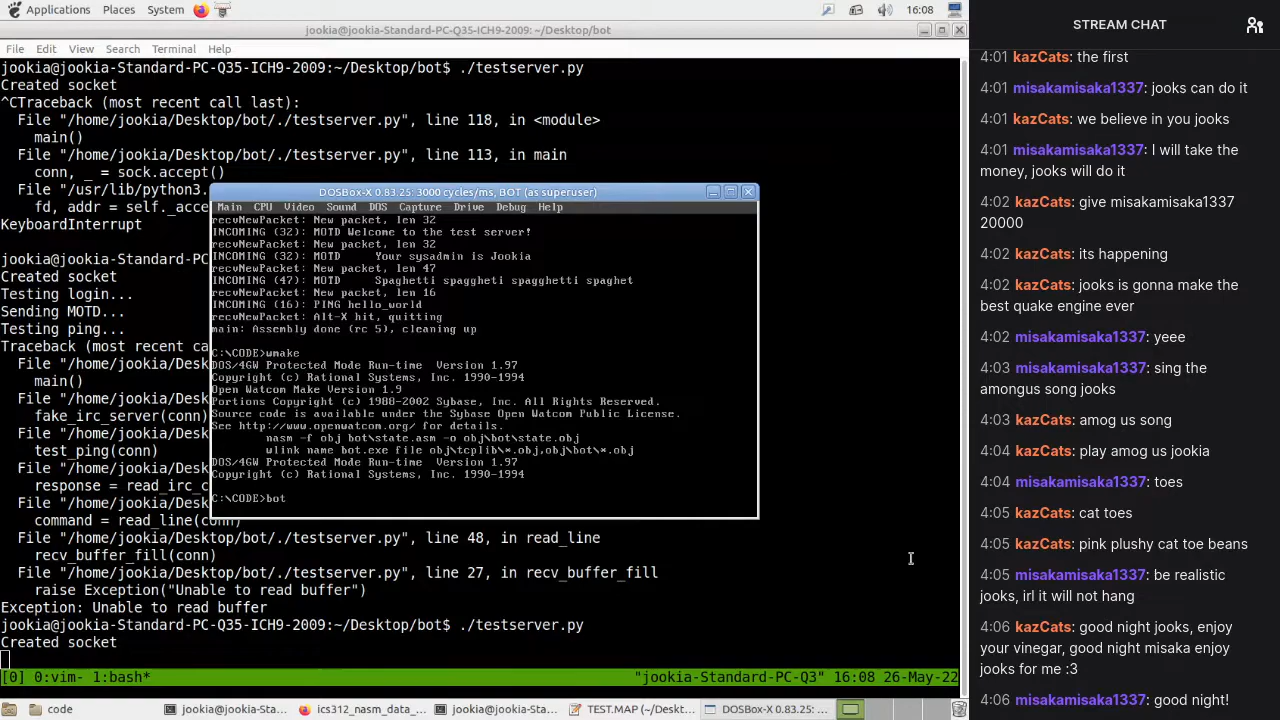 Applications Places System 16:08
jookia@jookia-Standard-PC-Q35-ICH9-2009: ~/Desktop/bot
File Edit View Search Terminal Help
jookia@jookia-Standard-PC-Q35-ICH9-2009:~/Desktop/bot$ ./testserver.py
Created socket
^CTraceback (most recent call last):
File "/home/jookia/Desktop/bot/./testserver.py", line 118, in <module>
main()
File "/home/jookia/Desktop/bot/./testserver.py", line 113, in main
conn, _ = sock.accept()
File "/usr/lib/python3.
fd, addr = self._acce
KeyboardInterrupt
jookia@jookia-Standard-PC-
Created socket
Testing login...
Sending MOTD...
Testing ping...
Traceback (most recent ca
File "/home/jookia/Desk
main()
File "/home/jookia/Desk
fake_irc_server(conn)
File "/home/jookia/Desk
test_ping(conn)
File "/home/jookia/Desk
response = read_irc_c
File "/home/jookia/Desk
command = read_line(conn)
File "/home/jookia/Desktop/bot/./testserver.py", line 48, in read_line
recv_buffer_fill(conn)
File "/home/jookia/Desktop/bot/./testserver.py", line 27, in recv_buffer_fill
raise Exception("Unable to read buffer")
Exception: Unable to read buffer
jookia@jookia-Standard-PC-Q35-ICH9-2009:~/Desktop/bot$ ./testserver.py
Created socket
[0] 0:vim- 1:bash* "jookia-Standard-PC-Q3" 16:08 26-May-22
DOSBox-X 0.83.25: 3000 cycles/ms, BOT (as superuser)
Main CPU Video Sound DOS Capture Drive Debug Help
recvNewPacket: New packet, len 32
INCOMING (32): MOTD Welcome to the test server!
recvNewPacket: New packet, len 32
INCOMING (32): MOTD Your sysadmin is Jookia
recvNewPacket: New packet, len 47
INCOMING (47): MOTD Spaghetti spaggheti spagghetti spaghet
recvNewPacket: New packet, len 16
INCOMING (16): PING hello_world
recvNewPacket: Alt-X hit, quitting
main: Assembly done (rc 5), cleaning up
C:\CODE>wmake
DOS/4GW Protected Mode Run-time Version 1.97
Copyright (c) Rational Systems, Inc. 1990-1994
Open Watcom Make Version 1.9
Portions Copyright (c) 1988-2002 Sybase, Inc. All Rights Reserved.
Source code is available under the Sybase Open Watcom Public License.
See http://www.openwatcom.org/ for details.
nasm -f obj bot\state.asm -o obj\bot\state.obj
wlink name bot.exe file obj\tcplib\*.obj,obj\bot\*.obj
DOS/4GW Protected Mode Run-time Version 1.97
Copyright (c) Rational Systems, Inc. 1990-1994
C:\CODE>bot
code jookia@jookia-Sta... ics312_nasm_data_... jookia@jookia-Sta... TEST.MAP (~/Deskt... DOSBox-X 0.83.25: ...
STREAM CHAT
4:01 kazCats: the first
4:01 misakamisaka1337: jooks can do it
4:01 kazCats: we believe in you jooks
4:01 misakamisaka1337: I will take the
money, jooks will do it
4:02 kazCats: give misakamisaka1337
20000
4:02 kazCats: its happening
4:02 kazCats: jooks is gonna make the
best quake engine ever
4:02 misakamisaka1337: yeee
4:03 misakamisaka1337: sing the
amongus song jooks
4:03 kazCats: amog us song
4:04 kazCats: play amog us jookia
4:04 misakamisaka1337: toes
4:05 kazCats: cat toes
4:05 kazCats: pink plushy cat toe beans
4:05 misakamisaka1337: be realistic
jooks, irl it will not hang
4:06 kazCats: good night jooks, enjoy
your vinegar, good night misaka enjoy
jooks for me :3
4:06 misakamisaka1337: good night!